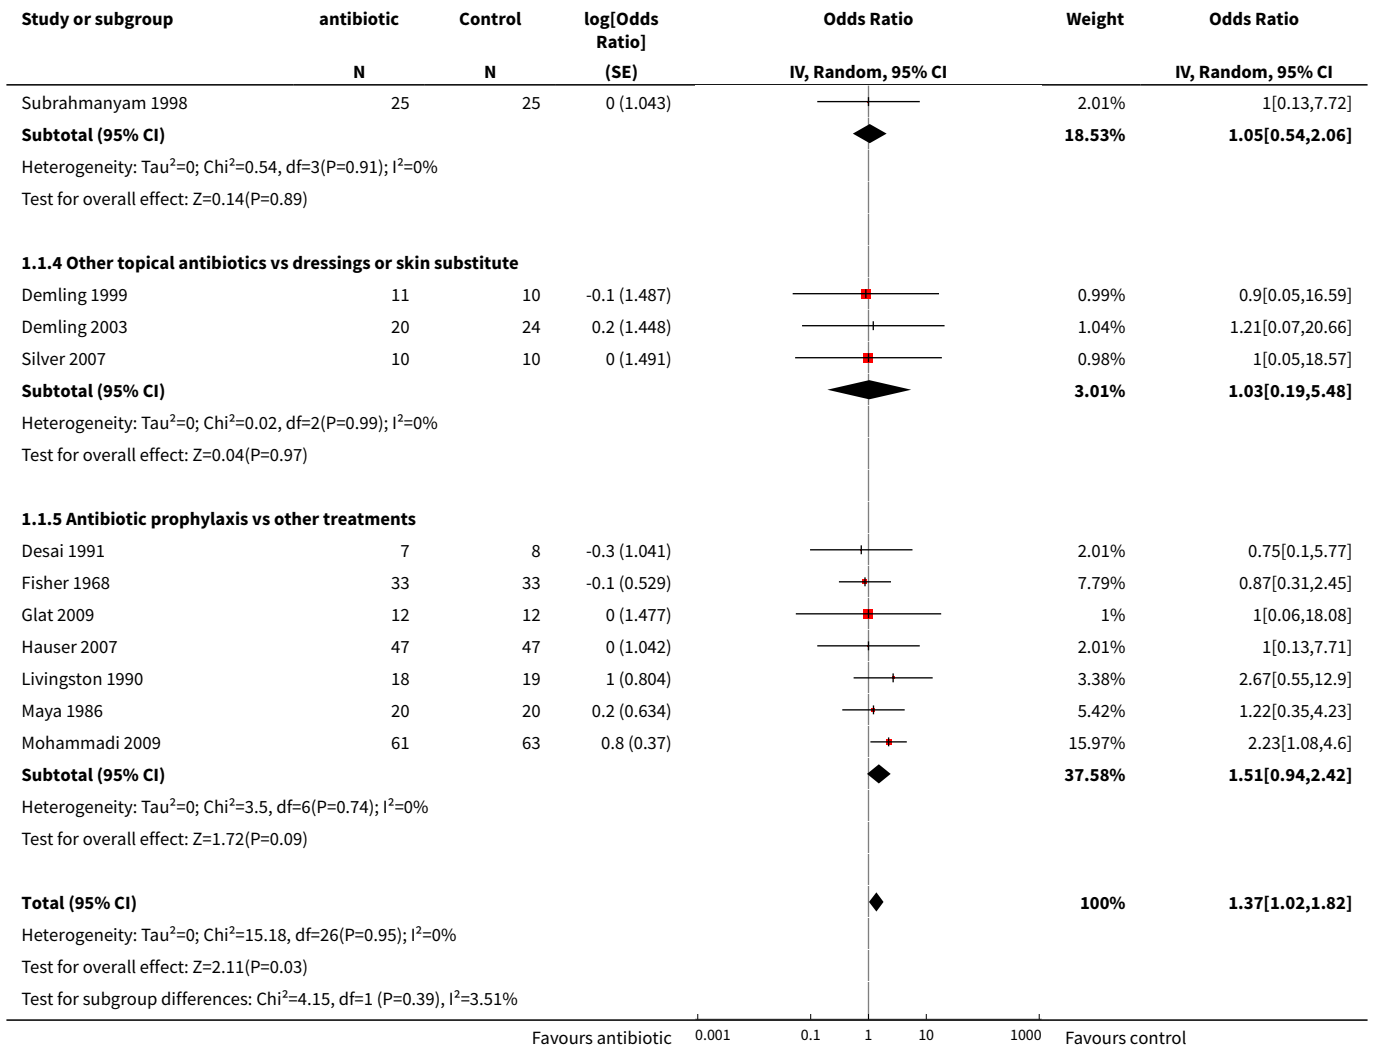 Study or subgroup antibiotic Control log[Odds Ratio] Odds Ratio Weight Odds Ratio
N N (SE) IV, Random, 95% CI IV, Random, 95% CI
Subrahmanyam 1998 25 25 0 (1.043) 2.01% 1[0.13,7.72]
Subtotal (95% CI) 18.53% 1.05[0.54,2.06]
Heterogeneity: Tau²=0; Chi²=0.54, df=3(P=0.91); I²=0%
Test for overall effect: Z=0.14(P=0.89)
1.1.4 Other topical antibiotics vs dressings or skin substitute
Demling 1999 11 10 -0.1 (1.487) 0.99% 0.9[0.05,16.59]
Demling 2003 20 24 0.2 (1.448) 1.04% 1.21[0.07,20.66]
Silver 2007 10 10 0 (1.491) 0.98% 1[0.05,18.57]
Subtotal (95% CI) 3.01% 1.03[0.19,5.48]
Heterogeneity: Tau²=0; Chi²=0.02, df=2(P=0.99); I²=0%
Test for overall effect: Z=0.04(P=0.97)
1.1.5 Antibiotic prophylaxis vs other treatments
Desai 1991 7 8 -0.3 (1.041) 2.01% 0.75[0.1,5.77]
Fisher 1968 33 33 -0.1 (0.529) 7.79% 0.87[0.31,2.45]
Glat 2009 12 12 0 (1.477) 1% 1[0.06,18.08]
Hauser 2007 47 47 0 (1.042) 2.01% 1[0.13,7.71]
Livingston 1990 18 19 1 (0.804) 3.38% 2.67[0.55,12.9]
Maya 1986 20 20 0.2 (0.634) 5.42% 1.22[0.35,4.23]
Mohammadi 2009 61 63 0.8 (0.37) 15.97% 2.23[1.08,4.6]
Subtotal (95% CI) 37.58% 1.51[0.94,2.42]
Heterogeneity: Tau²=0; Chi²=3.5, df=6(P=0.74); I²=0%
Test for overall effect: Z=1.72(P=0.09)
Total (95% CI) 100% 1.37[1.02,1.82]
Heterogeneity: Tau²=0; Chi²=15.18, df=26(P=0.95); I²=0%
Test for overall effect: Z=2.11(P=0.03)
Test for subgroup differences: Chi²=4.15, df=1 (P=0.39), I²=3.51%
Favours antibiotic 0.001 0.1 1 10 1000 Favours control